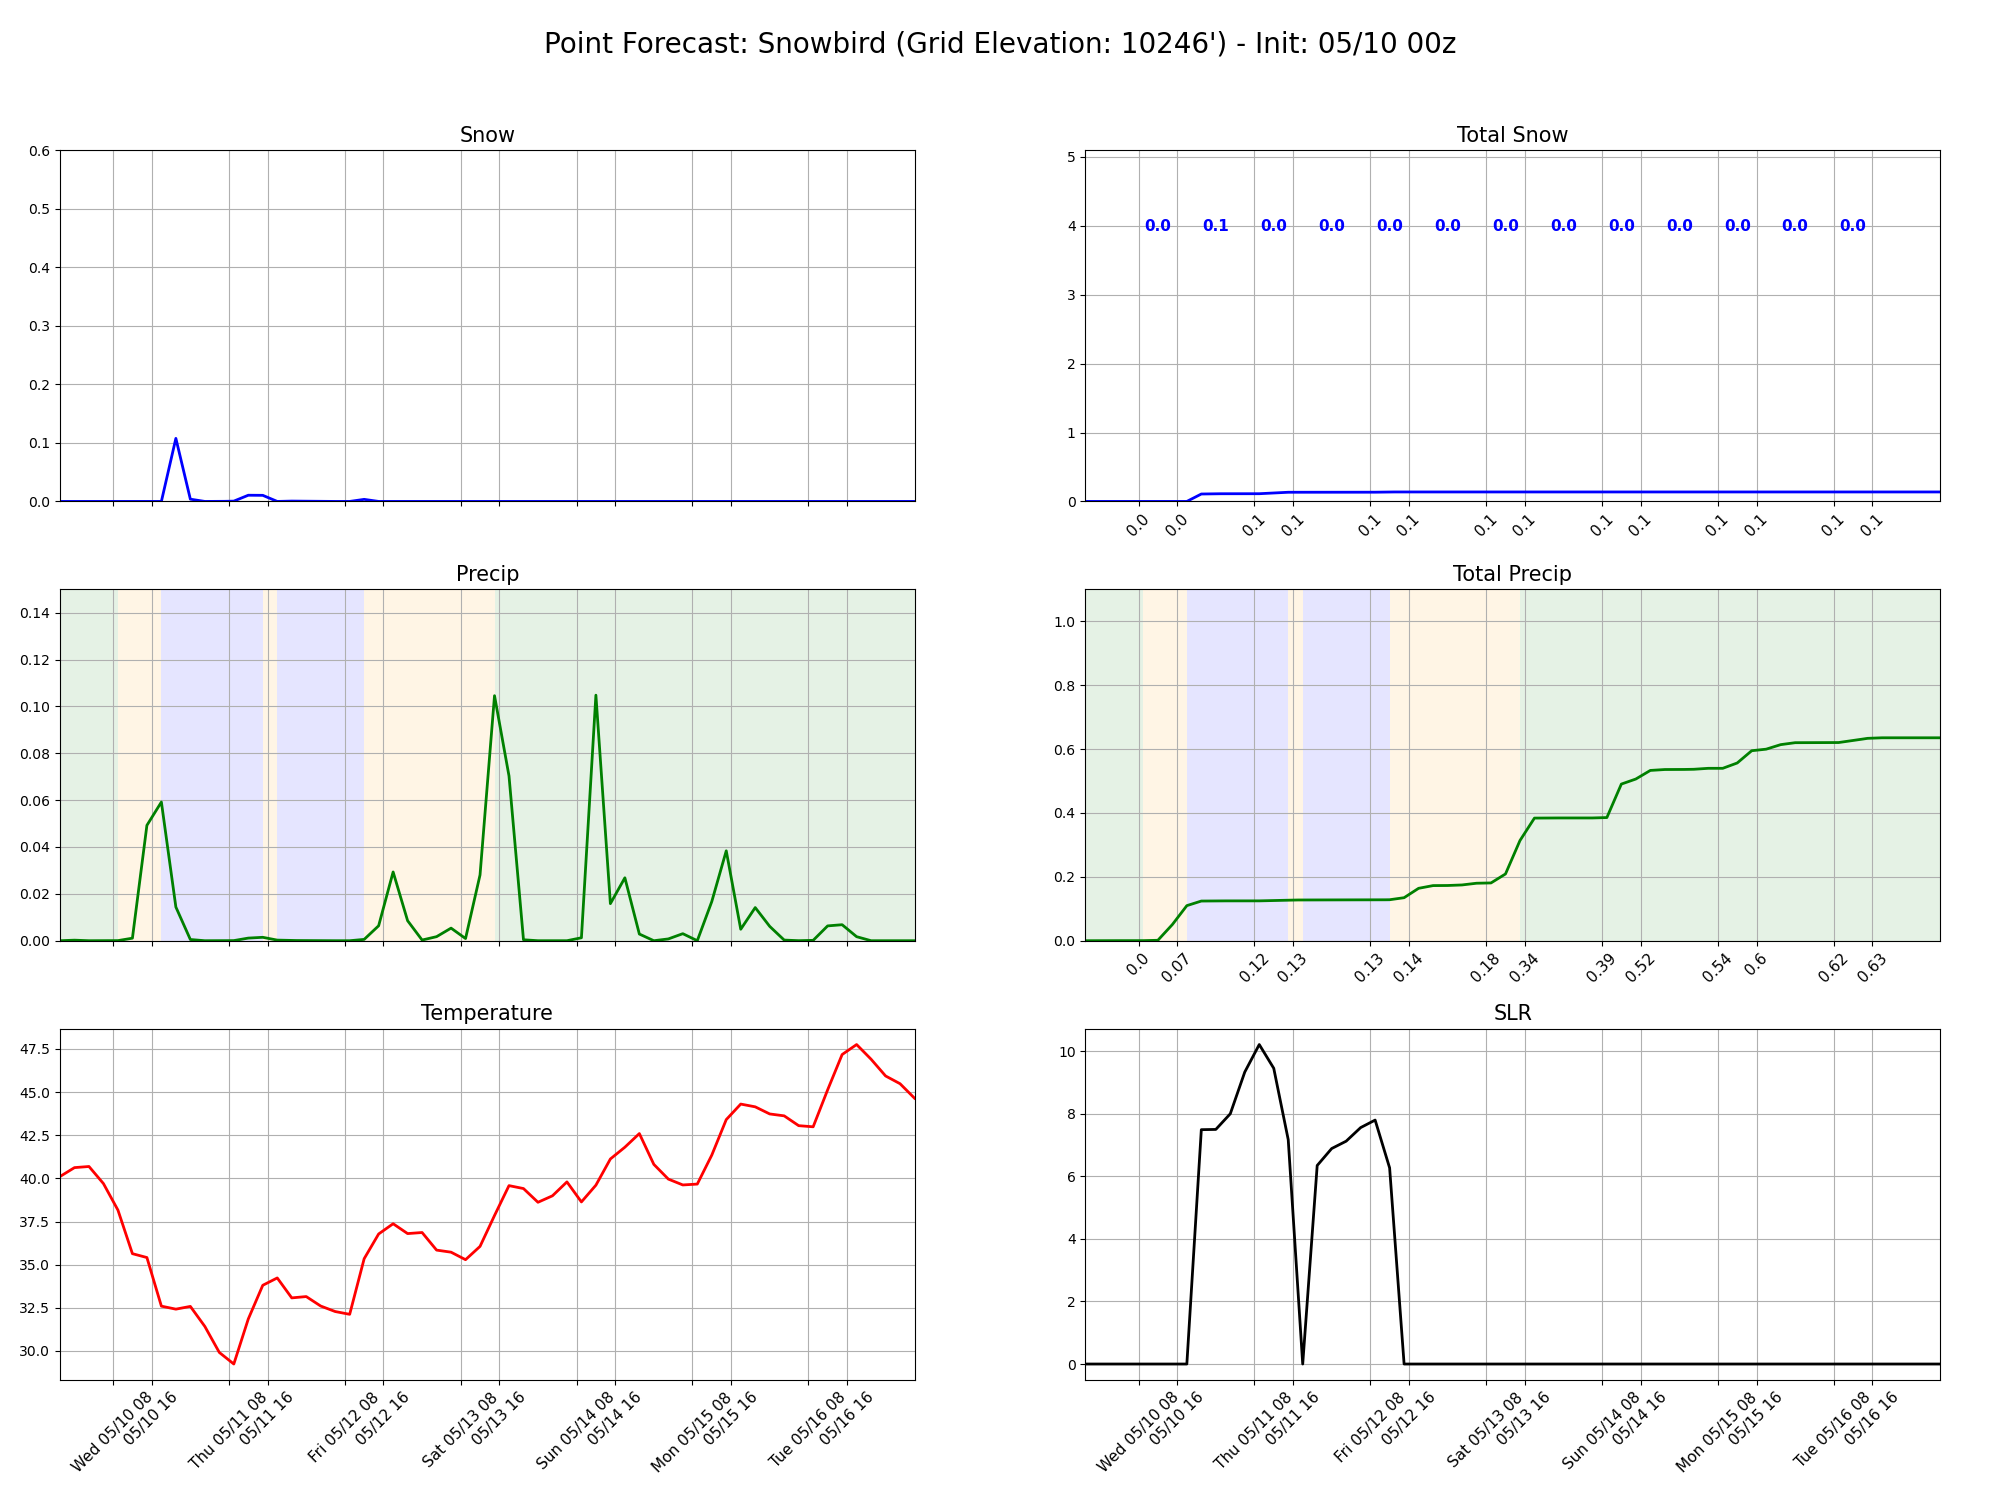 Point Forecast: Snowbird (Grid Elevation: 10246') - Init: 05/10 00z
Snow
0.6
0.5
0.4
0.3
0.2
0.1
0.0
Total Snow
5
4
3
2
1
0
0.0 0.1 0.0 0.0 0.0 0.0 0.0 0.0 0.0 0.0 0.0 0.0 0.0
0.0 0.0 0.1 0.1 0.1 0.1 0.1 0.1 0.1 0.1 0.1 0.1 0.1 0.1
Precip
0.14
0.12
0.10
0.08
0.06
0.04
0.02
0.00
Total Precip
1.0
0.8
0.6
0.4
0.2
0.0
0.0 0.07 0.12 0.13 0.13 0.14 0.18 0.34 0.39 0.52 0.54 0.6 0.62 0.63
Temperature
47.5
45.0
42.5
40.0
37.5
35.0
32.5
30.0
Wed 05/10 08
05/10 16
Thu 05/11 08
05/11 16
Fri 05/12 08
05/12 16
Sat 05/13 08
05/13 16
Sun 05/14 08
05/14 16
Mon 05/15 08
05/15 16
Tue 05/16 08
05/16 16
SLR
10
8
6
4
2
0
Wed 05/10 08
05/10 16
Thu 05/11 08
05/11 16
Fri 05/12 08
05/12 16
Sat 05/13 08
05/13 16
Sun 05/14 08
05/14 16
Mon 05/15 08
05/15 16
Tue 05/16 08
05/16 16